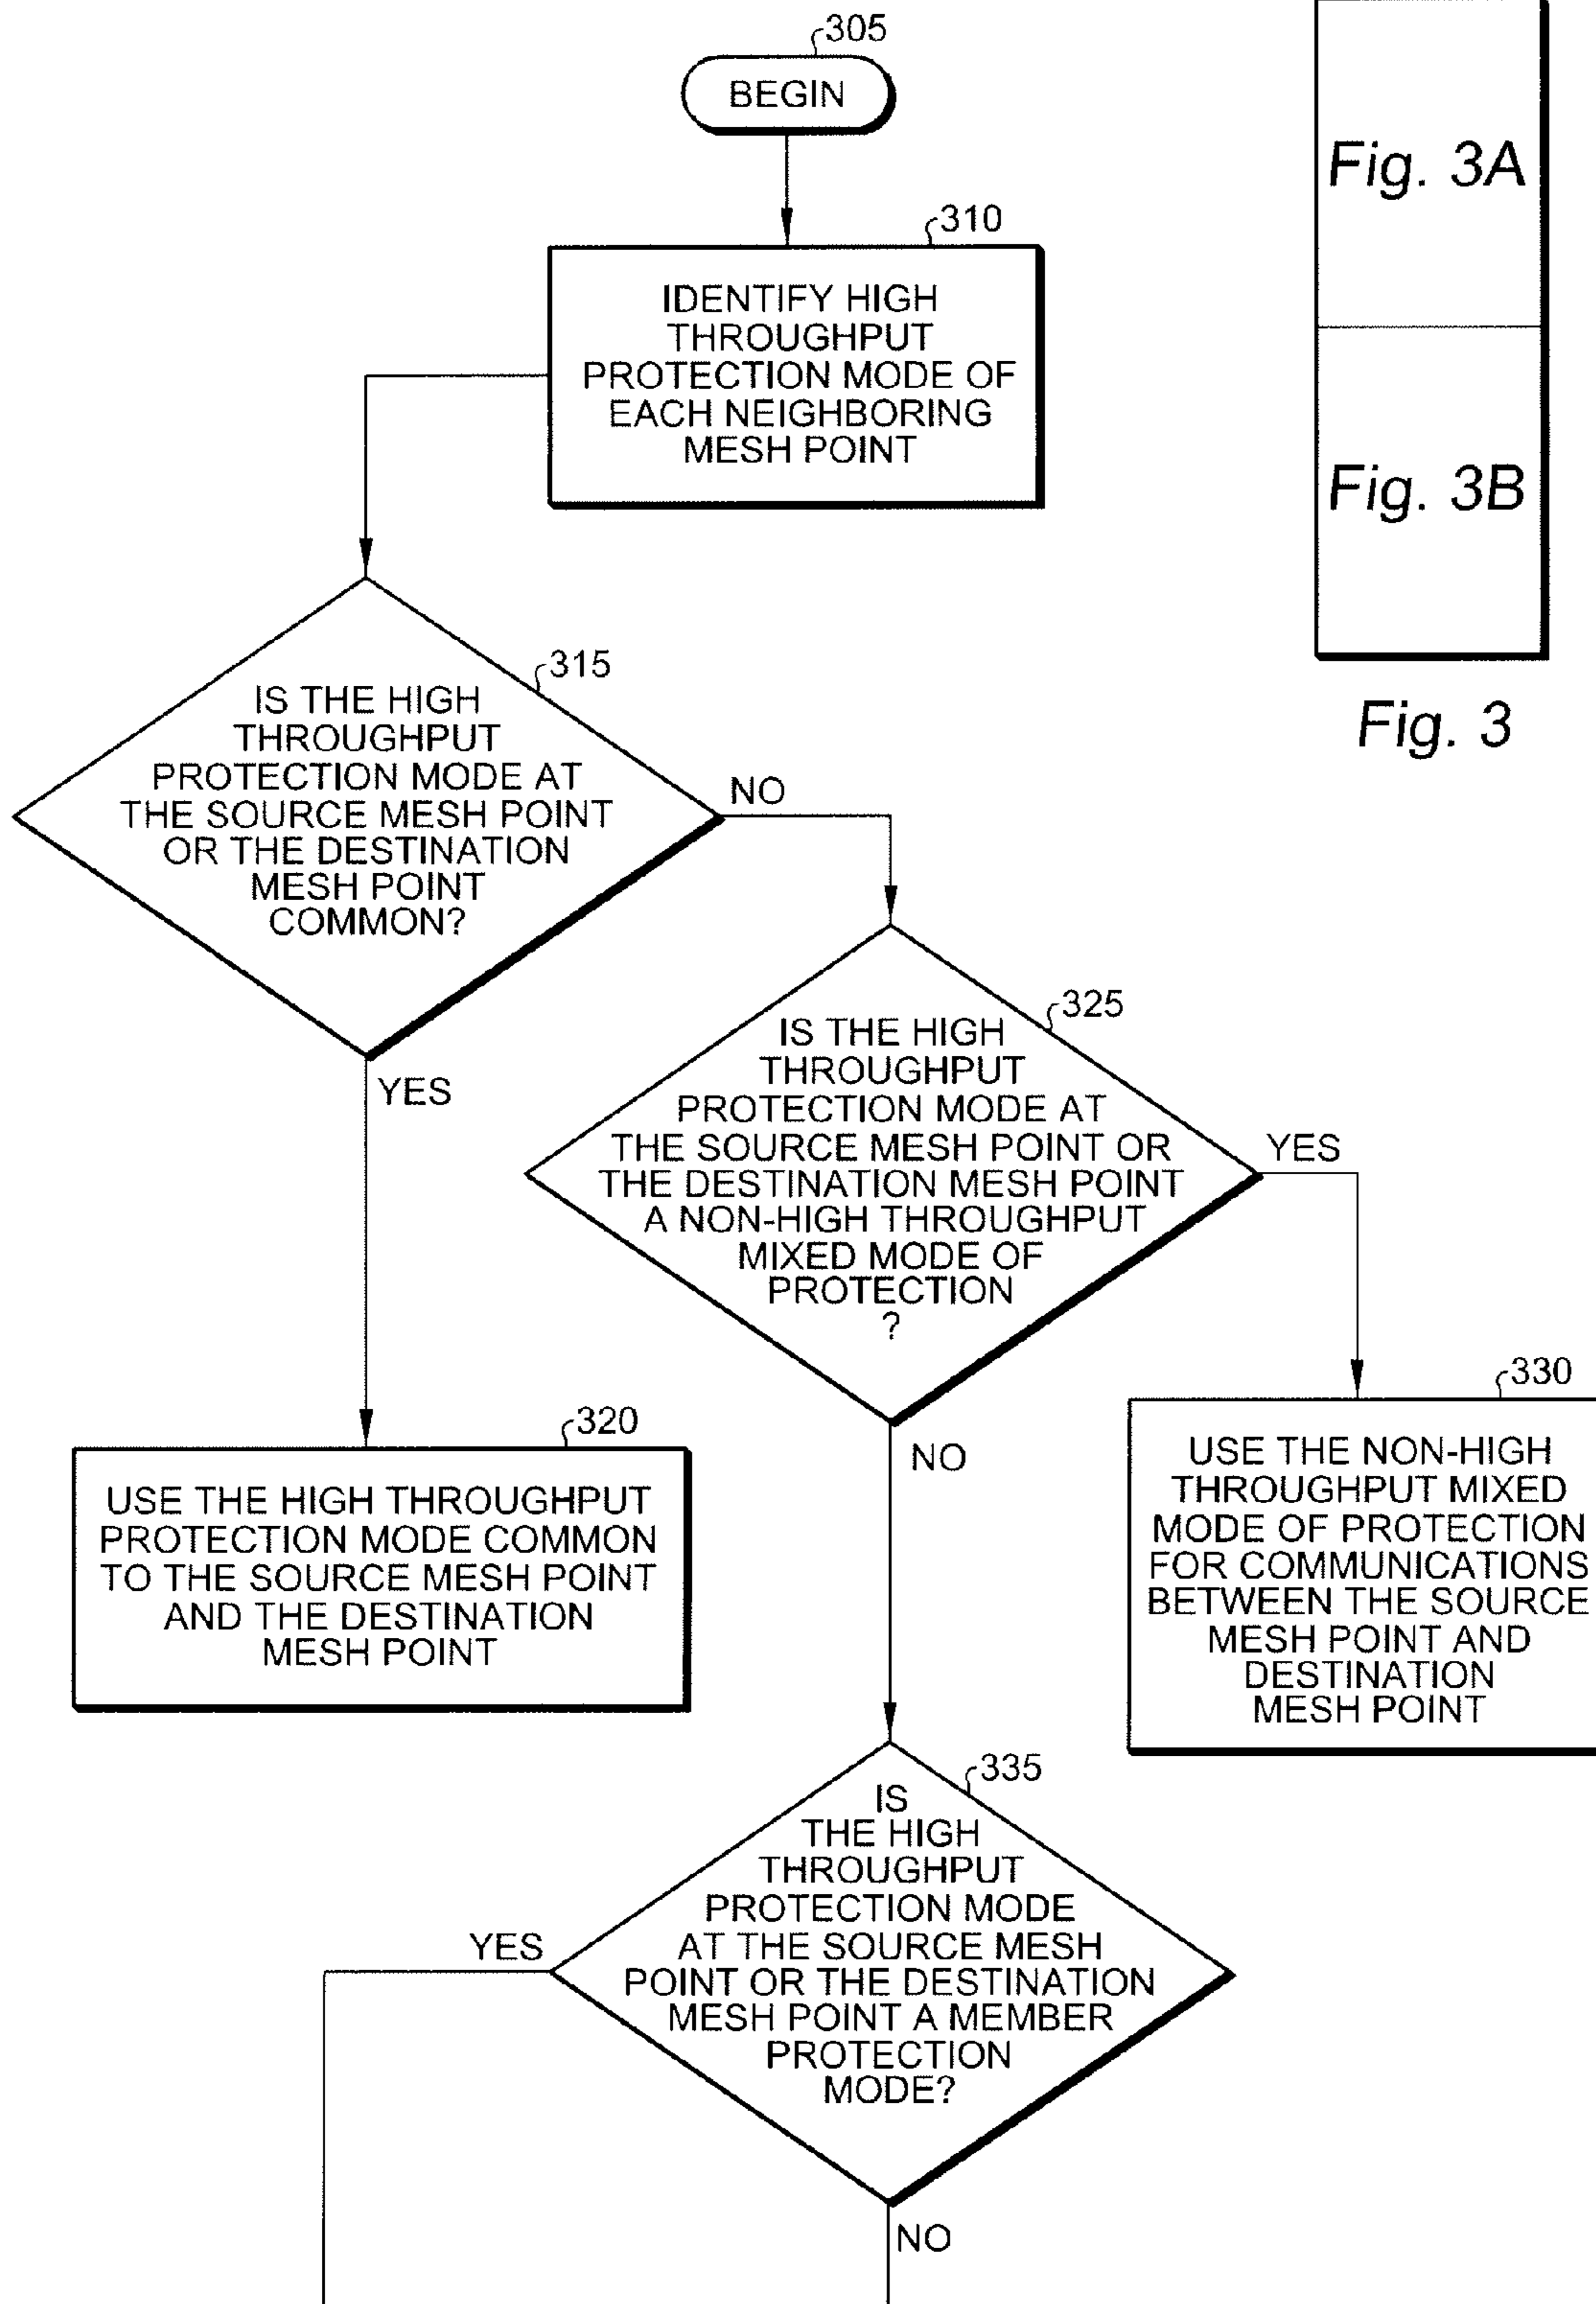 305
BEGIN
310
IDENTIFY HIGH
THROUGHPUT
PROTECTION MODE OF
EACH NEIGHBORING
MESH POINT
Fig. 3A
Fig. 3B
Fig. 3
315
IS THE HIGH
THROUGHPUT
PROTECTION MODE AT
THE SOURCE MESH POINT
OR THE DESTINATION
MESH POINT
COMMON?
NO
YES
325
IS THE HIGH
THROUGHPUT
PROTECTION MODE AT
THE SOURCE MESH POINT OR
THE DESTINATION MESH POINT
A NON-HIGH THROUGHPUT
MIXED MODE OF
PROTECTION
?
YES
NO
320
USE THE HIGH THROUGHPUT
PROTECTION MODE COMMON
TO THE SOURCE MESH POINT
AND THE DESTINATION
MESH POINT
330
USE THE NON-HIGH
THROUGHPUT MIXED
MODE OF PROTECTION
FOR COMMUNICATIONS
BETWEEN THE SOURCE
MESH POINT AND
DESTINATION
MESH POINT
335
IS
THE HIGH
THROUGHPUT
PROTECTION MODE
AT THE SOURCE MESH
POINT OR THE DESTINATION
MESH POINT A MEMBER
PROTECTION
MODE?
YES
NO